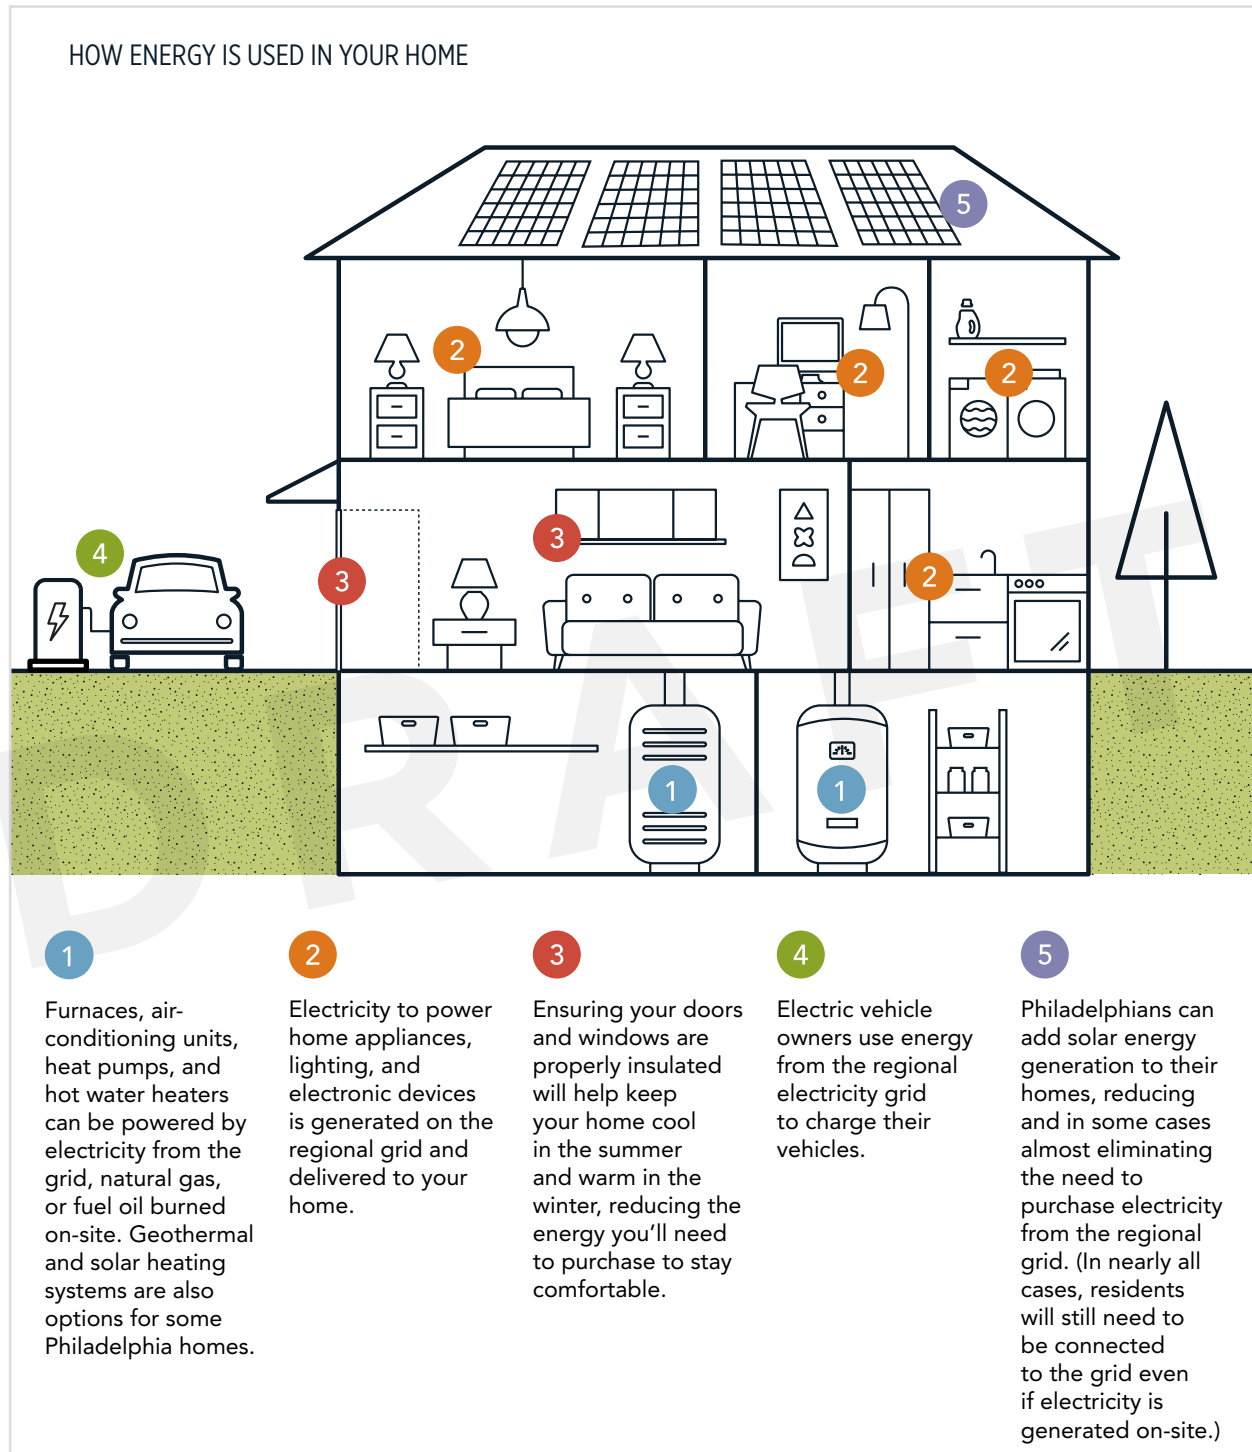 HOW ENERGY IS USED IN YOUR HOME
5
2
2
2
4
3
3
2
1
1
DRAFT
1
Furnaces, air-
conditioning units,
heat pumps, and
hot water heaters
can be powered by
electricity from the
grid, natural gas,
or fuel oil burned
on-site. Geothermal
and solar heating
systems are also
options for some
Philadelphia homes.
2
Electricity to power
home appliances,
lighting, and
electronic devices
is generated on the
regional grid and
delivered to your
home.
3
Ensuring your doors
and windows are
properly insulated
will help keep
your home cool
in the summer
and warm in the
winter, reducing the
energy you’ll need
to purchase to stay
comfortable.
4
Electric vehicle
owners use energy
from the regional
electricity grid
to charge their
vehicles.
5
Philadelphians can
add solar energy
generation to their
homes, reducing
and in some cases
almost eliminating
the need to
purchase electricity
from the regional
grid. (In nearly all
cases, residents
will still need to
be connected
to the grid even
if electricity is
generated on-site.)